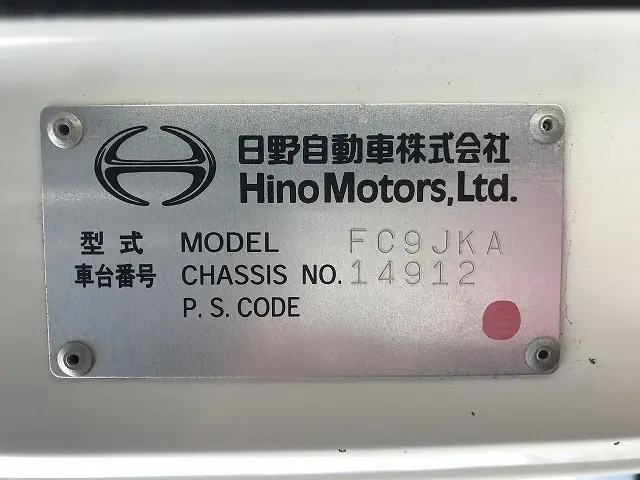 日野自動車株式会社
Hino Motors, Ltd.
型式 MODEL FC9JKA
車台番号 CHASSIS NO. 14912
P. S. CODE